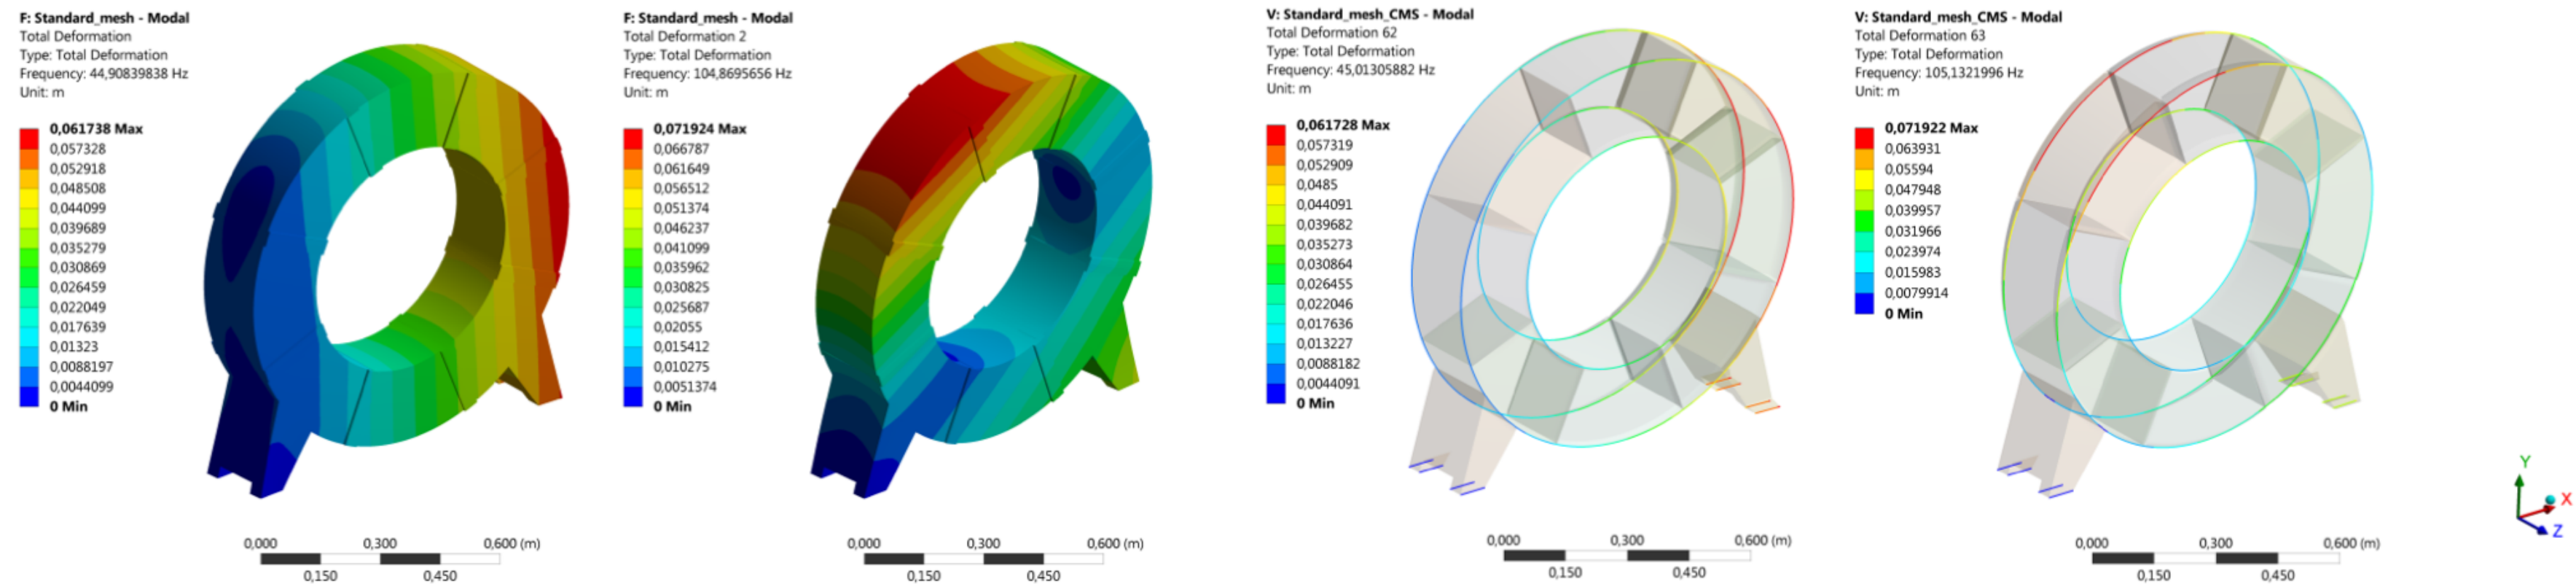 F: Standard_mesh - Modal
Total Deformation
Type: Total Deformation
Frequency: 44,90839838 Hz
Unit: m
0,061738 Max
0,057328
0,052918
0,048508
0,044099
0,039689
0,035279
0,030869
0,026459
0,022049
0,017639
0,01323
0,0088197
0,0044099
0 Min
0,000
0,300
0,600 (m)
0,150
0,450
F: Standard_mesh - Modal
Total Deformation 2
Type: Total Deformation
Frequency: 104,8695656 Hz
Unit: m
0,071924 Max
0,066787
0,061649
0,056512
0,051374
0,046237
0,041099
0,035962
0,030825
0,025687
0,02055
0,015412
0,010275
0,0051374
0 Min
0,000
0,300
0,600 (m)
0,150
0,450
V: Standard_mesh_CMS - Modal
Total Deformation 62
Type: Total Deformation
Frequency: 45,01305882 Hz
Unit: m
0,061728 Max
0,057319
0,052909
0,0485
0,044091
0,039682
0,035273
0,030864
0,026455
0,022046
0,017636
0,013227
0,0088182
0,0044091
0 Min
0,000
0,300
0,600 (m)
0,150
0,450
V: Standard_mesh_CMS - Modal
Total Deformation 63
Type: Total Deformation
Frequency: 105,1321996 Hz
Unit: m
0,071922 Max
0,063931
0,05594
0,047948
0,039957
0,031966
0,023974
0,015983
0,0079914
0 Min
0,000
0,300
0,600 (m)
0,150
0,450
Y
X
Z